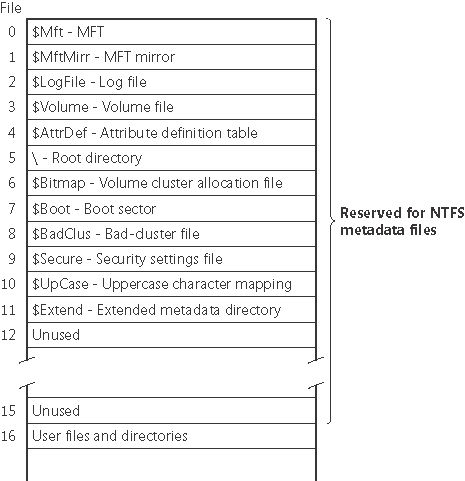 File
0 $Mft - MFT
1 $MftMirr - MFT mirror
2 $LogFile - Log file
3 $Volume - Volume file
4 $AttrDef - Attribute definition table
5 \ - Root directory
6 $Bitmap - Volume cluster allocation file
7 $Boot - Boot sector
8 $BadClus - Bad-cluster file
9 $Secure - Security settings file
10 $UpCase - Uppercase character mapping
11 $Extend - Extended metadata directory
12 Unused
15 Unused
16 User files and directories
Reserved for NTFS
metadata files